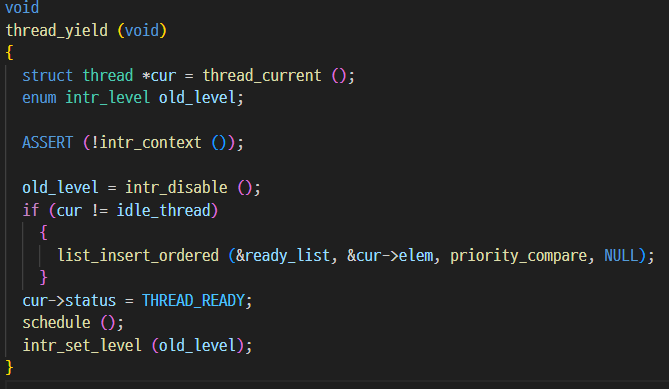 void
thread_yield (void)
{
  struct thread *cur = thread_current ();
  enum intr_level old_level;

  ASSERT (!intr_context ());

  old_level = intr_disable ();
  if (cur != idle_thread)
    {
      list_insert_ordered (&ready_list, &cur->elem, priority_compare, NULL);
    }
  cur->status = THREAD_READY;
  schedule ();
  intr_set_level (old_level);
}